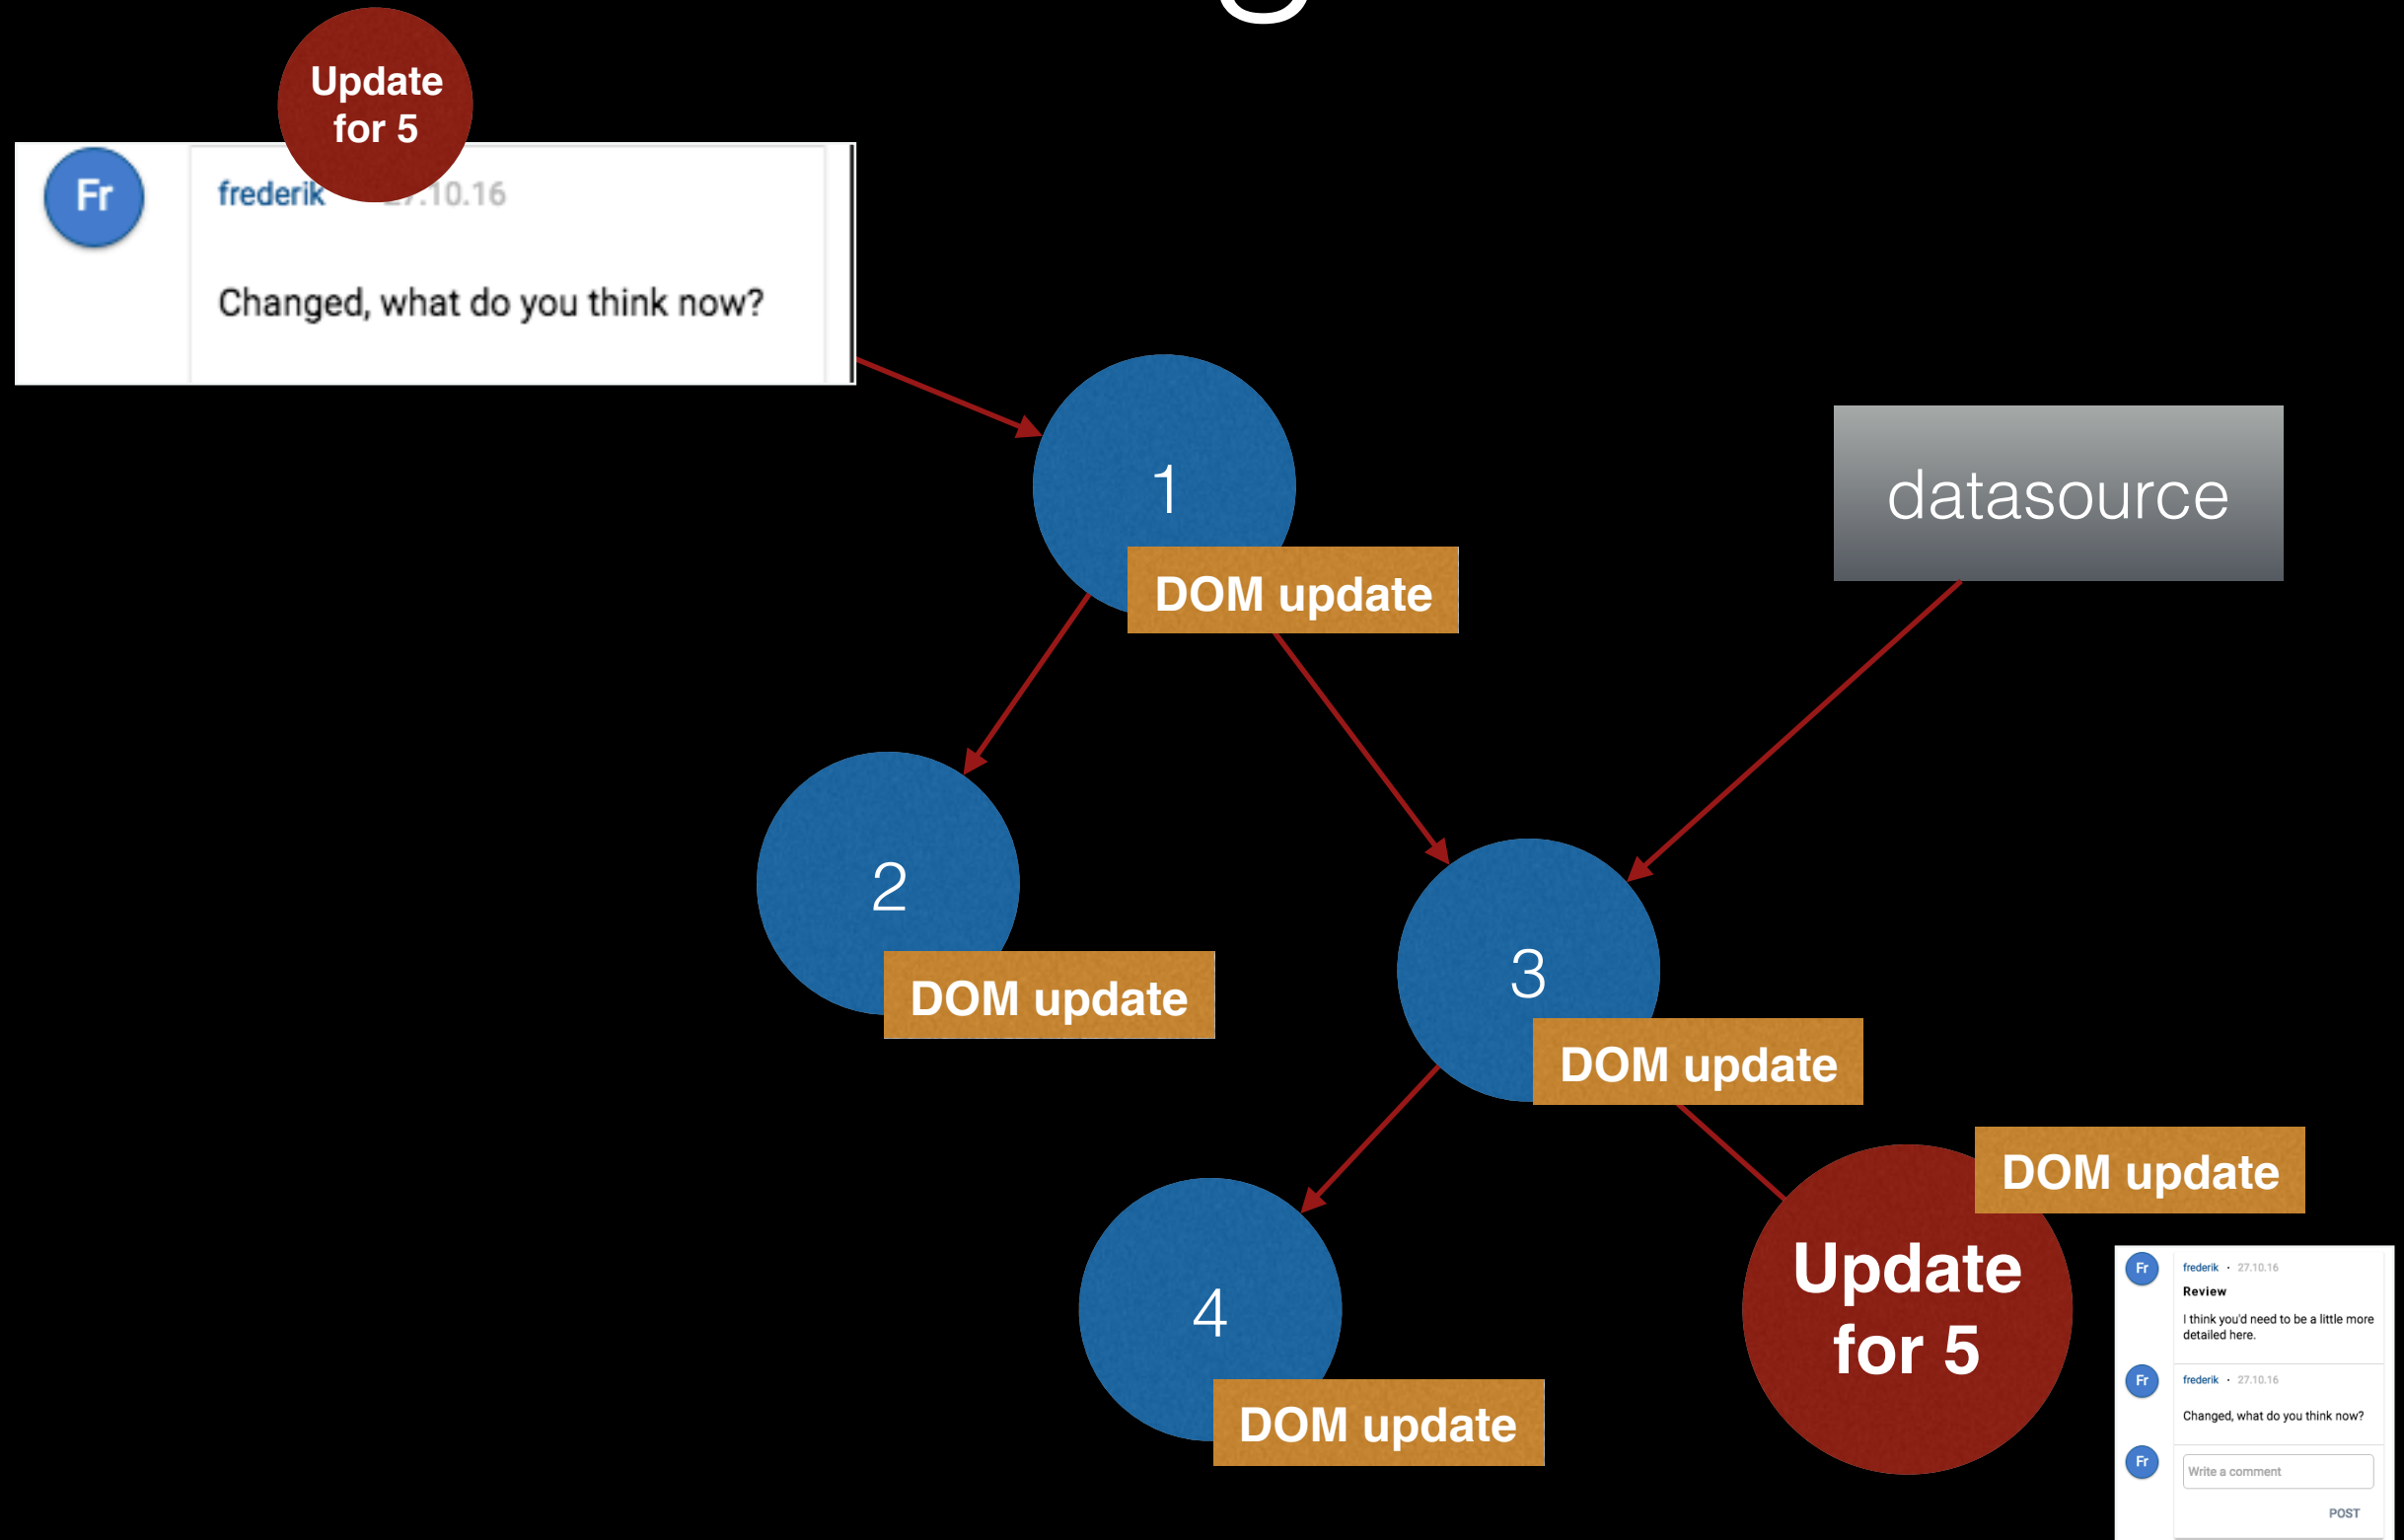 Update
for 5
Fr
frederik
.10.16
Changed, what do you think now?
1
DOM update
datasource
2
DOM update
3
DOM update
4
DOM update
DOM update
Update
for 5
Fr
frederik · 27.10.16
Review
I think you'd need to be a little more
detailed here.
Fr
frederik · 27.10.16
Changed, what do you think now?
Fr
Write a comment
POST